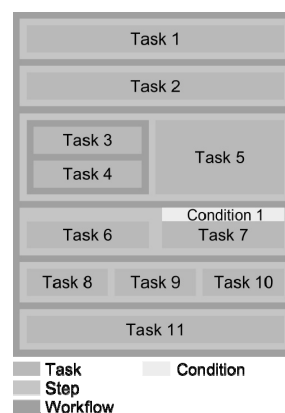 Task 1
Task 2
Task 3
Task 4
Task 5
Condition 1
Task 6
Task 7
Task 8 Task 9 Task 10
Task 11
Task Condition
Step
Workflow